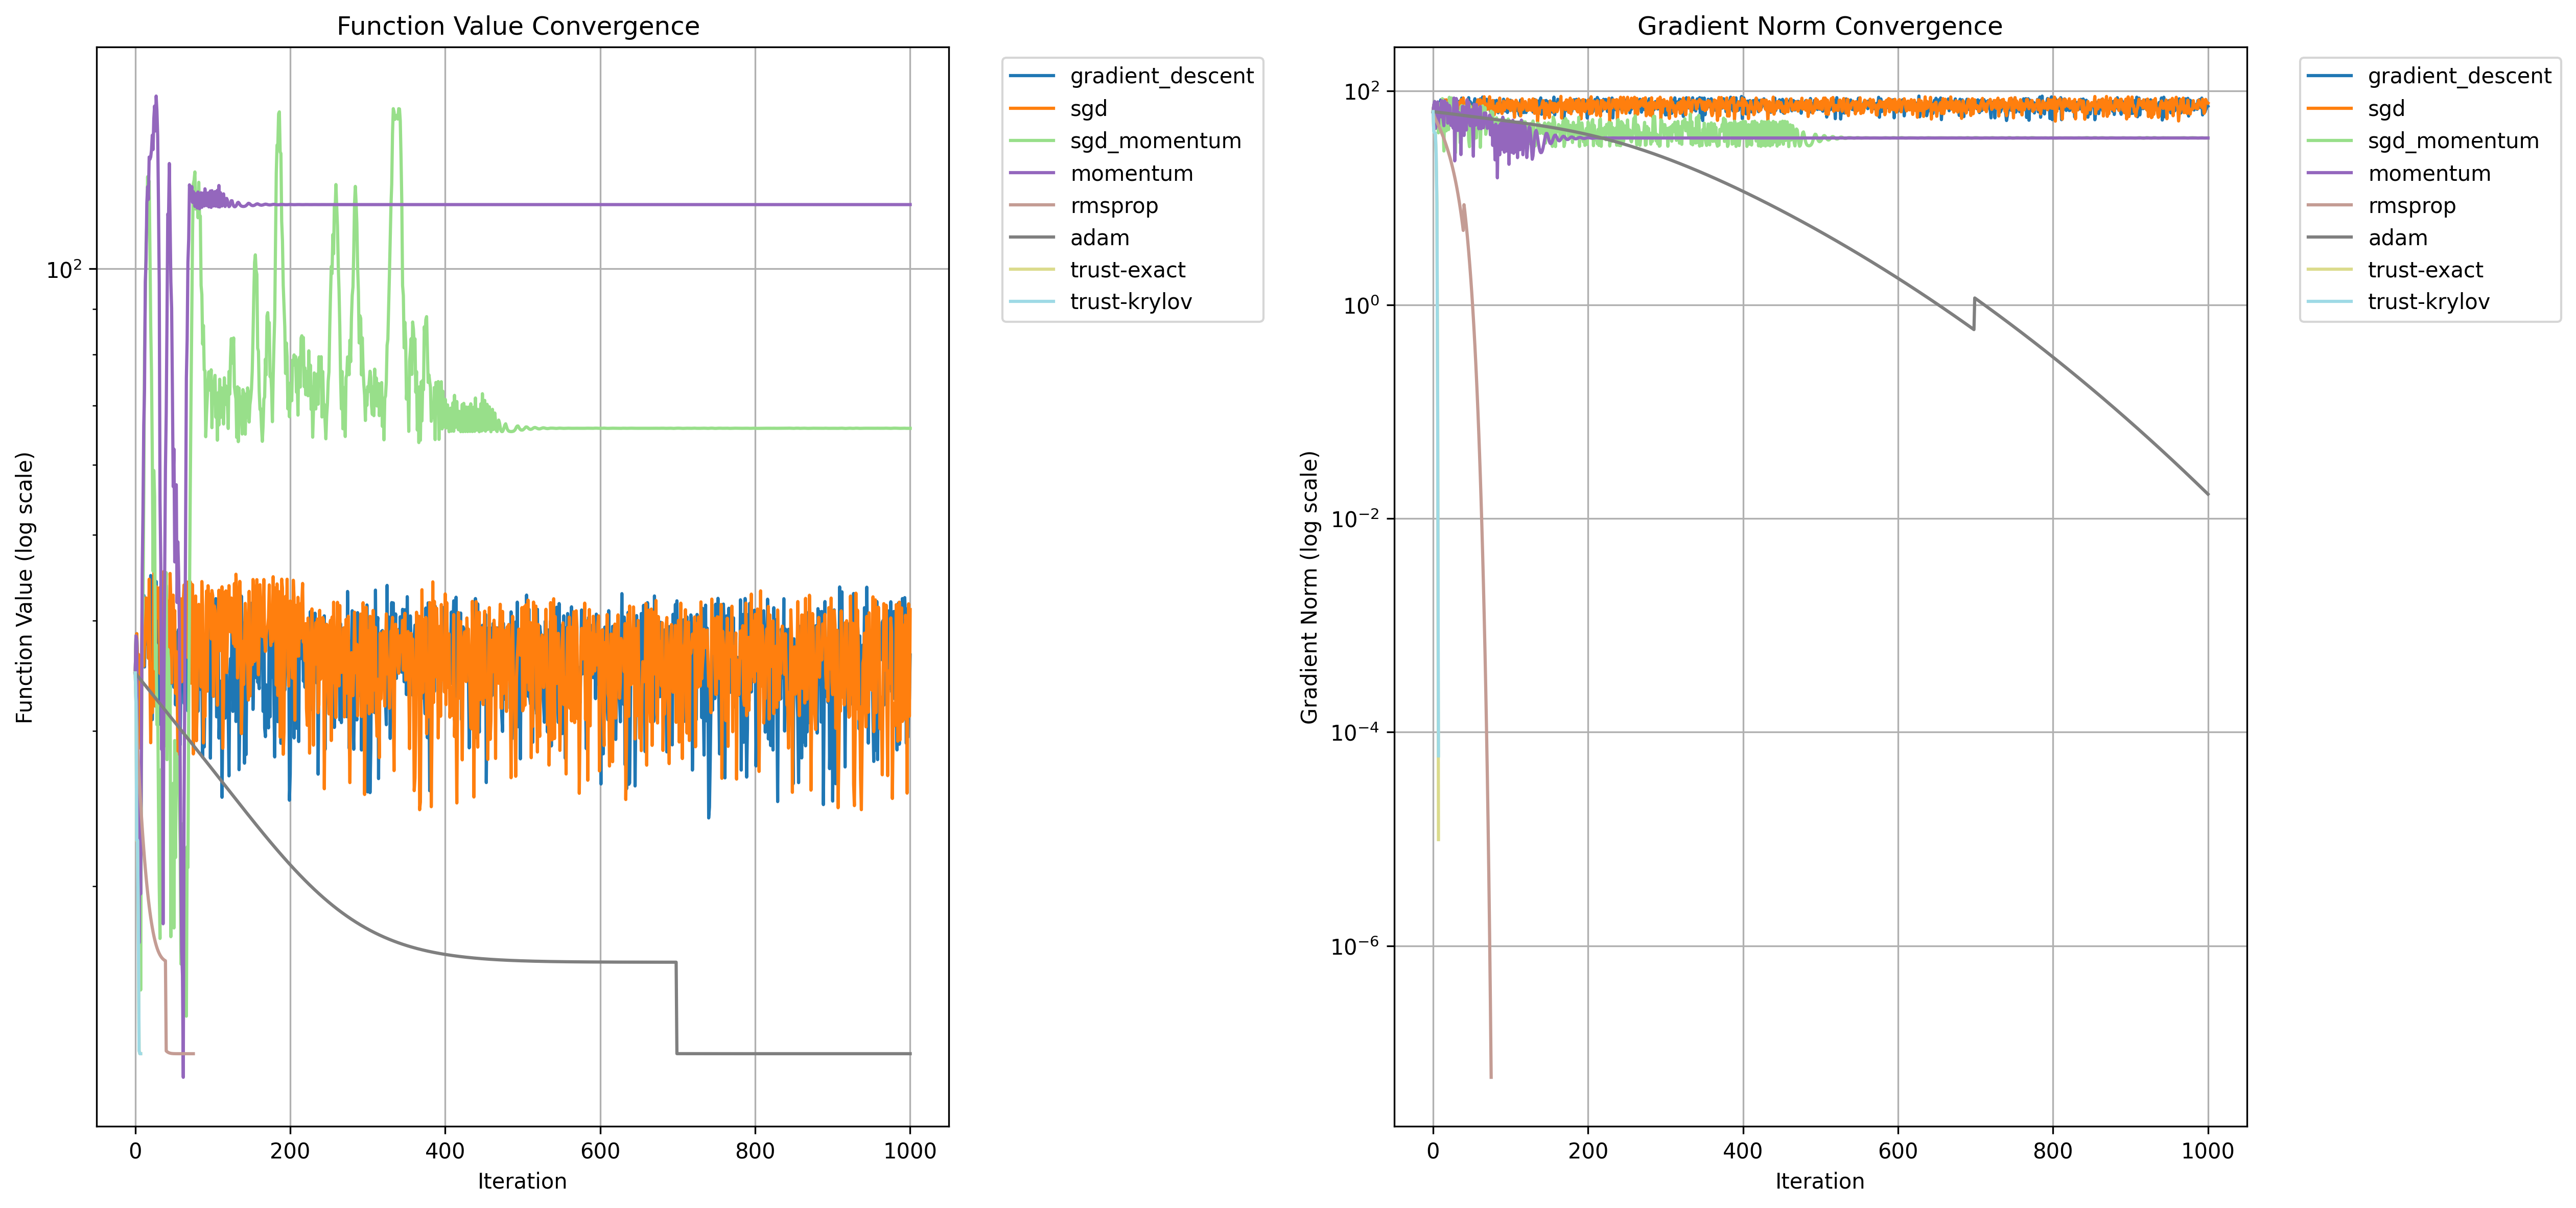 Function Value Convergence
Function Value (log scale)
10²
0 200 400 600 800 1000
Iteration
gradient_descent
sgd
sgd_momentum
momentum
rmsprop
adam
trust-exact
trust-krylov
Gradient Norm Convergence
Gradient Norm (log scale)
10²
10⁰
10⁻²
10⁻⁴
10⁻⁶
0 200 400 600 800 1000
Iteration
gradient_descent
sgd
sgd_momentum
momentum
rmsprop
adam
trust-exact
trust-krylov